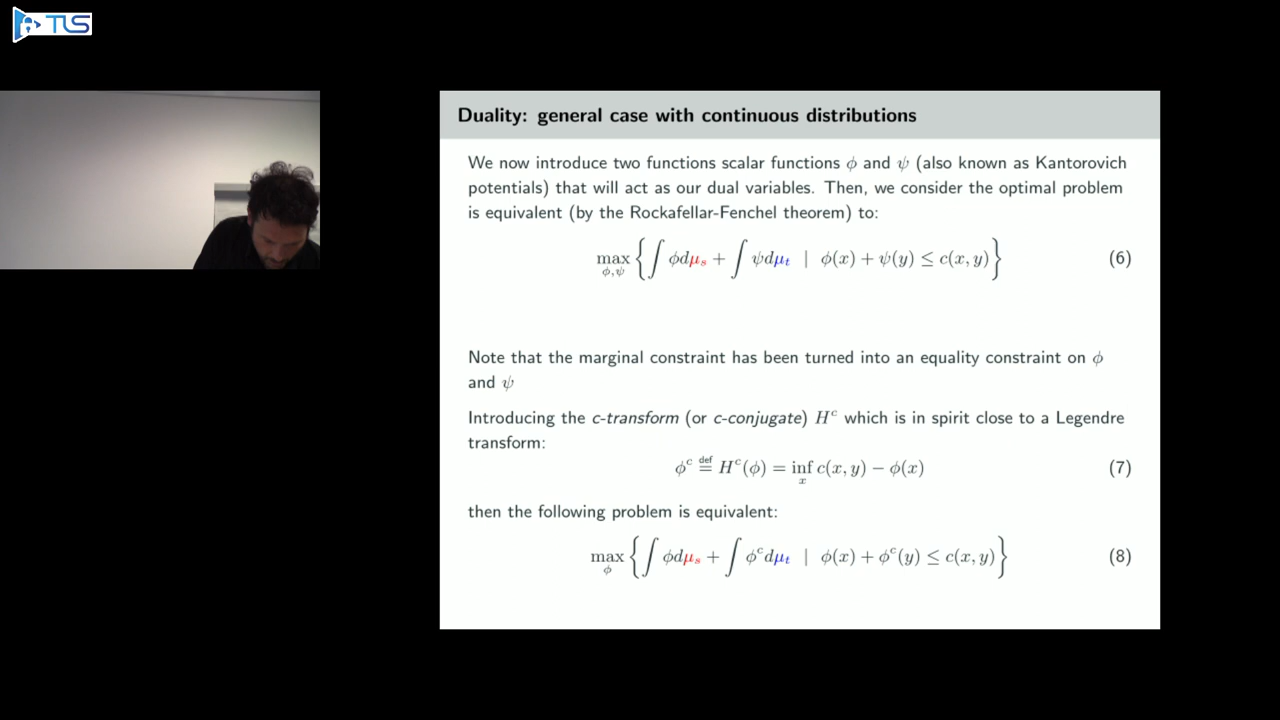 TLS
Duality: general case with continuous distributions
We now introduce two functions scalar functions ϕ and ψ (also known as Kantorovich
potentials) that will act as our dual variables. Then, we consider the optimal problem
is equivalent (by the Rockafellar-Fenchel theorem) to:
max_{ϕ,ψ} { ∫ ϕdμ_s + ∫ ψdμ_t | ϕ(x) + ψ(y) ≤ c(x, y) } (6)
Note that the marginal constraint has been turned into an equality constraint on ϕ
and ψ
Introducing the c-transform (or c-conjugate) H^c which is in spirit close to a Legendre
transform:
ϕ^c ≝ H^c(ϕ) = inf_x c(x, y) − ϕ(x) (7)
then the following problem is equivalent:
max_ϕ { ∫ ϕdμ_s + ∫ ϕ^c dμ_t | ϕ(x) + ϕ^c(y) ≤ c(x, y) } (8)